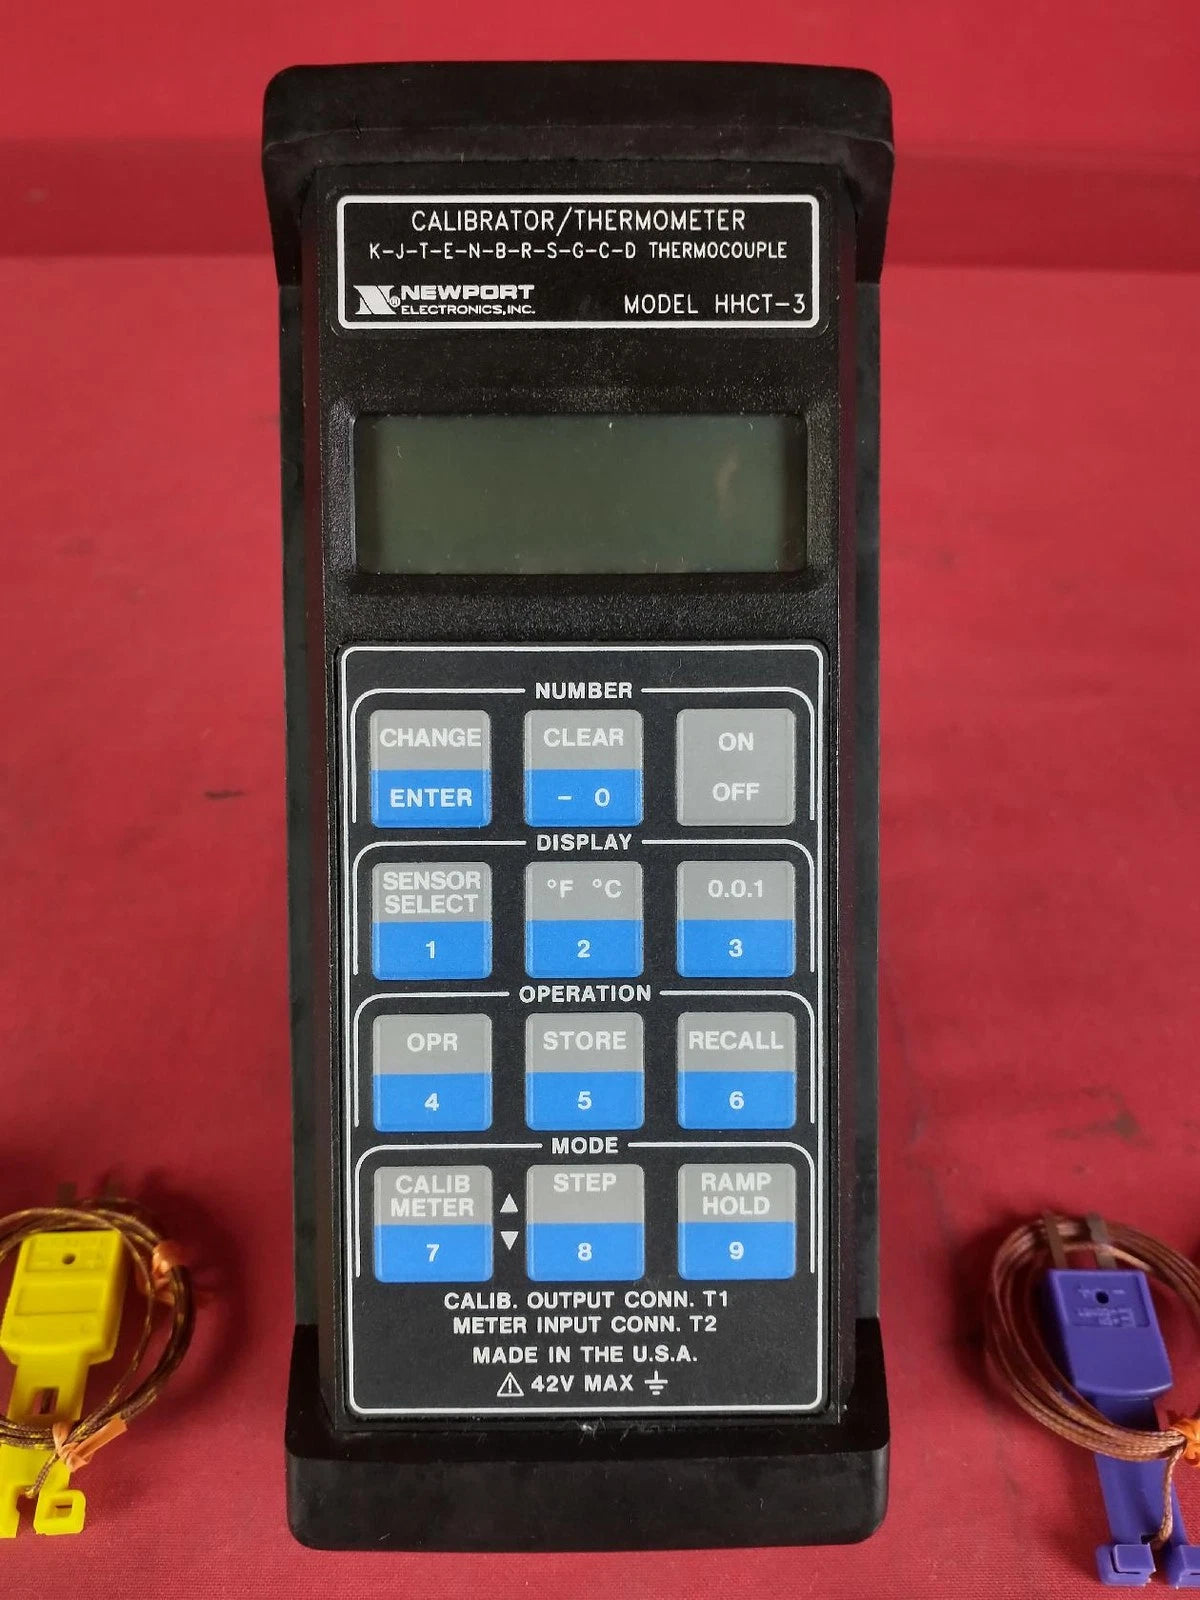 CALIBRATOR/THERMOMETER
K-J-T-E-N-B-R-S-G-C-D THERMOCOUPLE
N® NEWPORT
ELECTRONICS, INC.
MODEL HHCT-3
NUMBER
CHANGE CLEAR ON
ENTER - 0 OFF
DISPLAY
SENSOR
SELECT °F °C 0.0.1
1 2 3
OPERATION
OPR STORE RECALL
4 5 6
MODE
CALIB
METER ▲ STEP RAMP
HOLD
7 ▼ 8 9
CALIB. OUTPUT CONN. T1
METER INPUT CONN. T2
MADE IN THE U.S.A.
⚠ 42V MAX ⏚